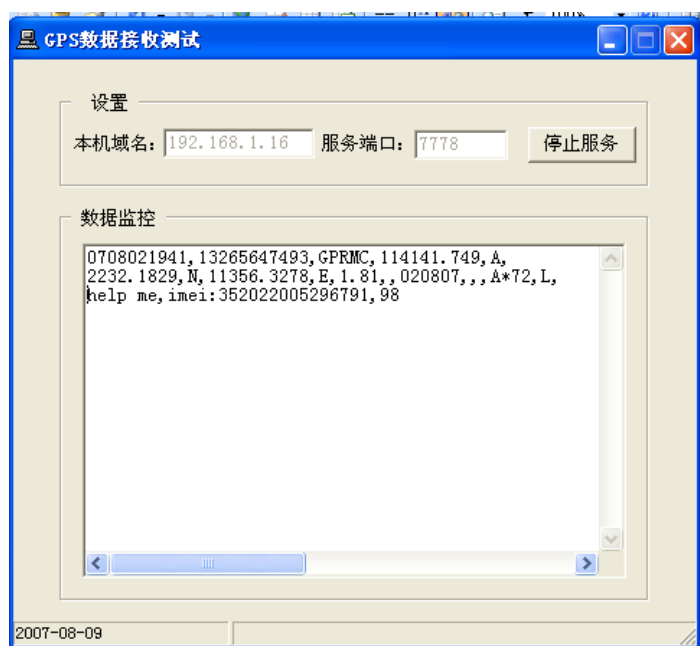 GPS数据接收测试
设置
本机域名: 192.168.1.16 服务端口: 7778 停止服务
数据监控
0708021941,13265647493,GPRMC,114141.749,A,
2232.1829,N,11356.3278,E,1.81,,020807,,,A*72,L,
help me,imei:352022005296791,98
2007-08-09